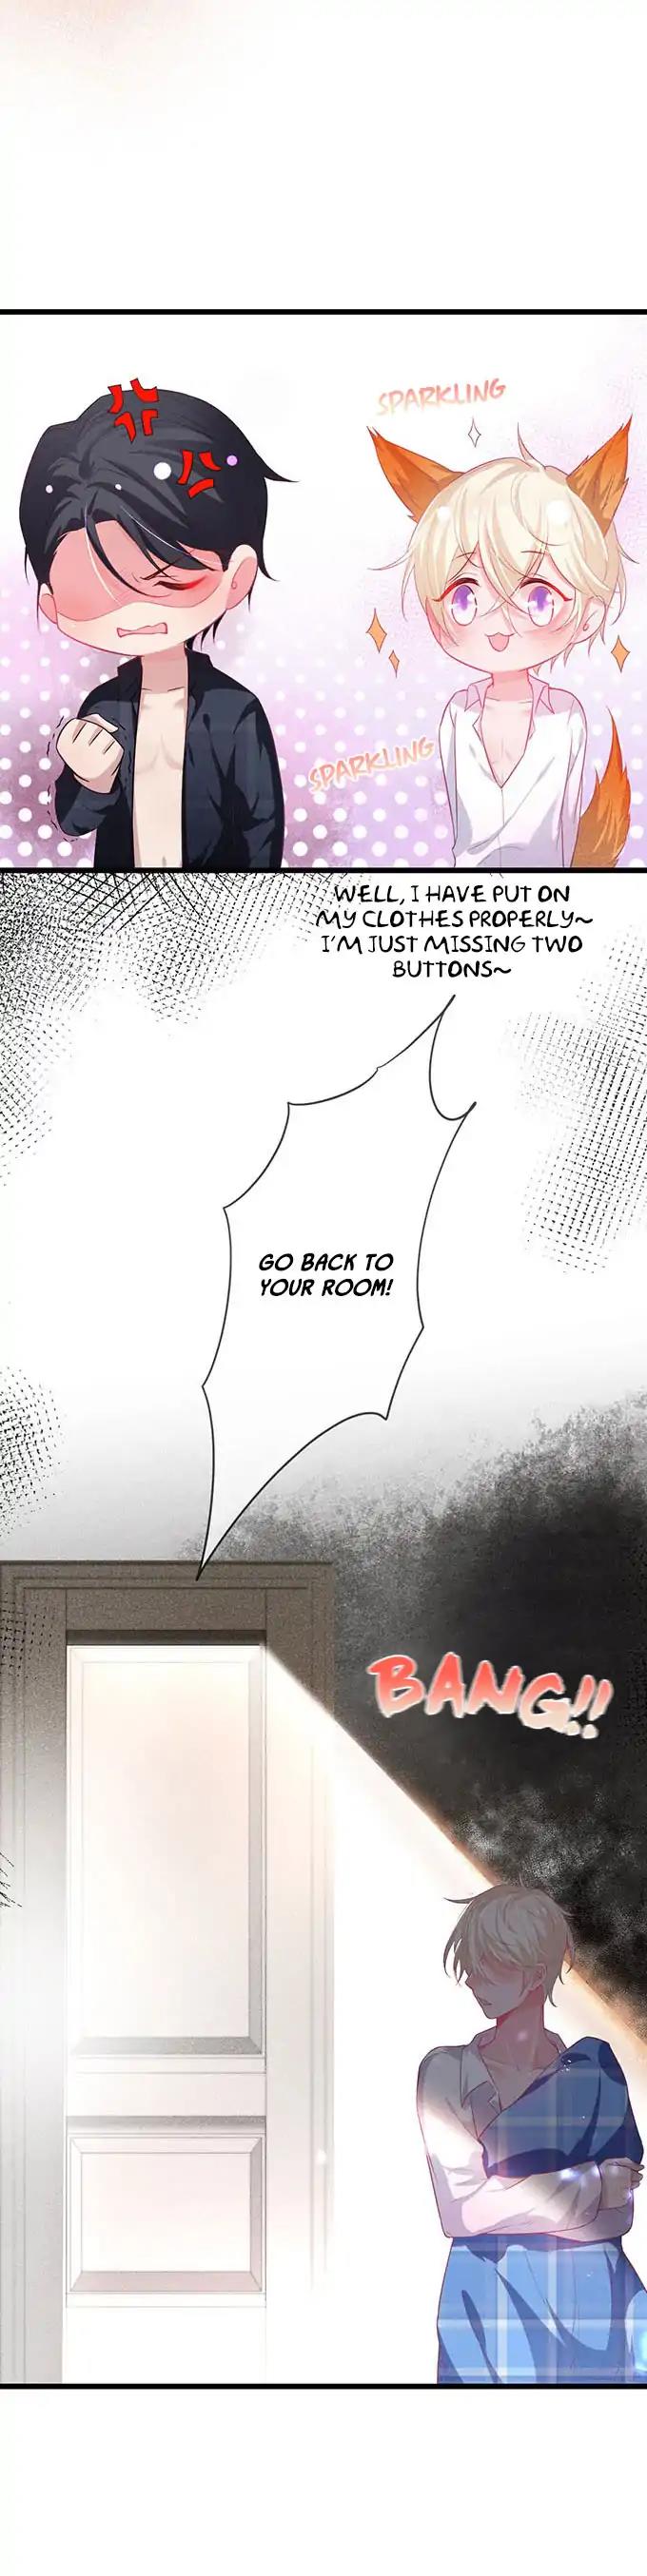 SPARKLING
SPARKLING
WELL, I HAVE PUT ON
MY CLOTHES PROPERLY~
I'M JUST MISSING TWO
BUTTONS~
GO BACK TO
YOUR ROOM!
BANG!!